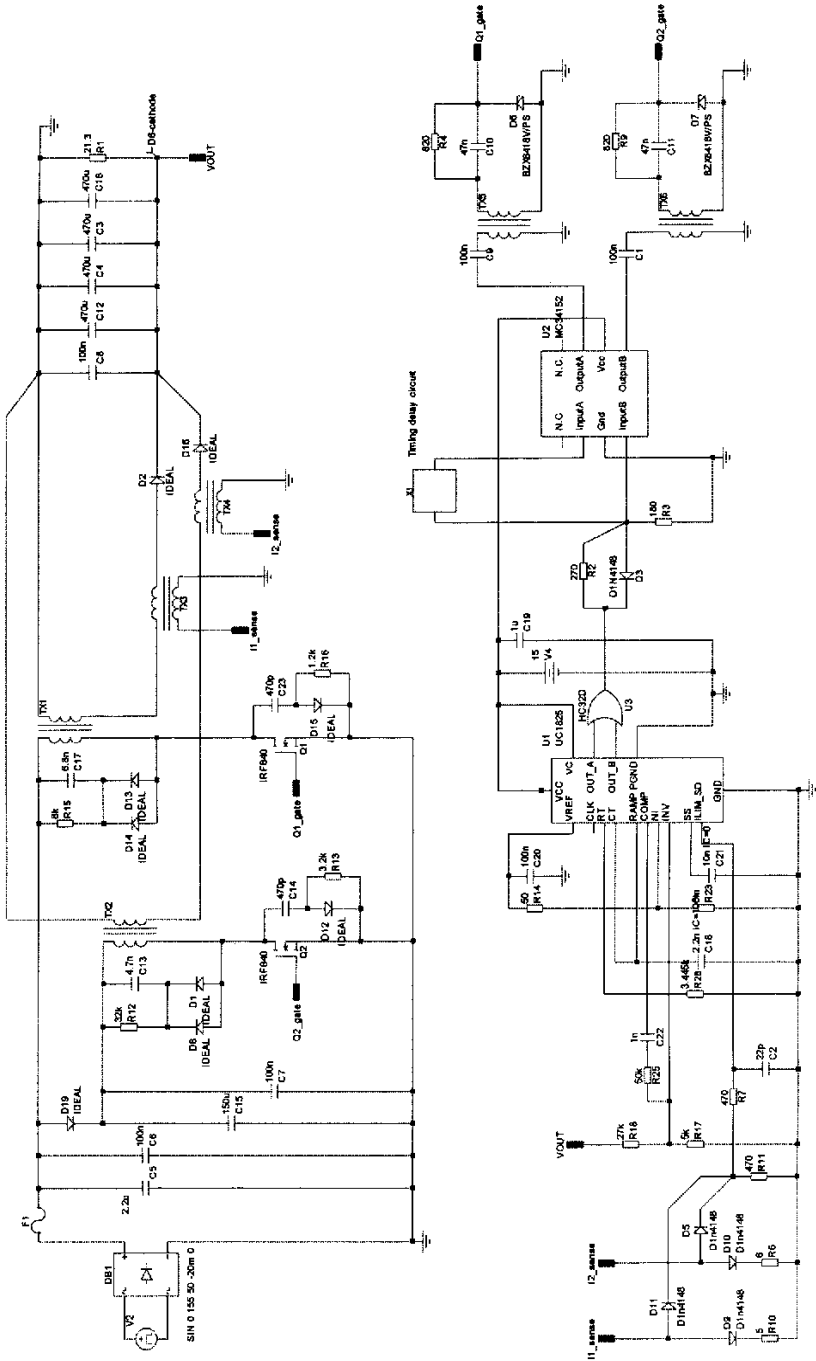 V2
SIN 0 155 50 -20m 0
DB1
F1
2.2u
C5
100n
C6
D19
IDEAL
150u
C15
100n
C7
32k
R12
4.7n
C13
D8
IDEAL
D1
IDEAL
TX2
IRF840
Q2
Q2_gate
470p
C14
D12
IDEAL
3.2k
R13
8k
R15
6.8n
C17
D14
IDEAL
D13
IDEAL
TX1
IRF840
Q1
Q1_gate
470p
C23
D15
IDEAL
1.2k
R16
TX3
I1_sense
TX4
I2_sense
D2
IDEAL
D16
IDEAL
100n
C8
470u
C12
470u
C4
470u
C3
470u
C18
21.3
R1
D8-cathode
VOUT
I1_sense
D11
D1n4148
D9
D1n4148
5
R10
I2_sense
D5
D1n4148
D10
D1n4148
6
R6
470
R11
VOUT
27k
R18
5k
R17
470
R7
22p
C2
50k
R25
1n
C22
3.445k
R26
2.2n IC=106m
C16
50
R14
100n
C20
R23
10n IC=0
C21
U1
UC1825
VCC
VREF
CLK
RT
CT
RAMP
COMP
NI
INV
SS
ILIM_SD
VC
OUT_A
OUT_B
PGND
GND
HC32D
U3
15
V4
1u
C19
270
R2
D1N4148
D3
180
R3
X1
Timing delay circuit
U2
MC34152
N.C
InputA
Gnd
InputB
N.C.
OutputA
Vcc
OutputB
100n
C9
100n
C1
TX5
TX6
820
R4
47n
C10
D6
BZX8418V/PS
Q1_gate
820
R9
47n
C11
D7
BZX8418V/PS
Q2_gate